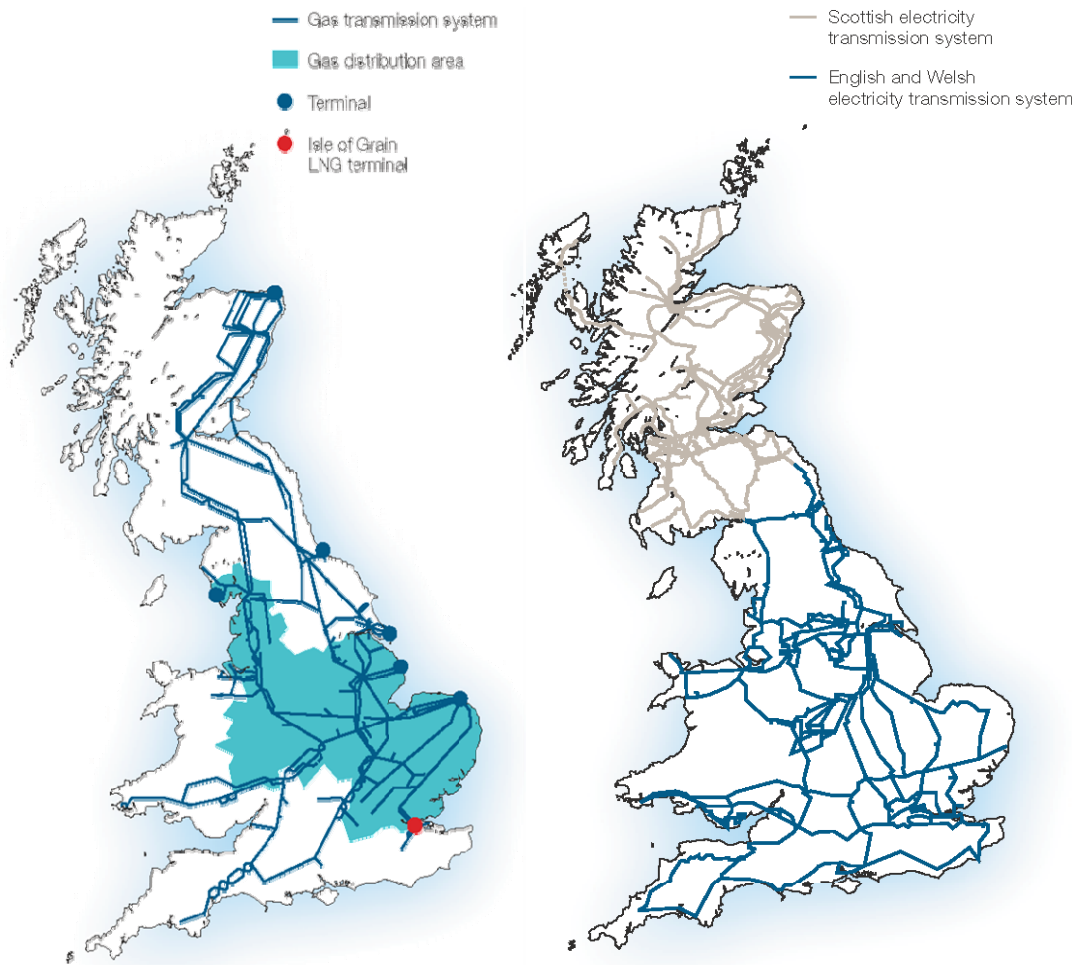 Gas transmission system
Gas distribution area
Terminal
Isle of Grain
LNG terminal
Scottish electricity
transmission system
English and Welsh
electricity transmission system